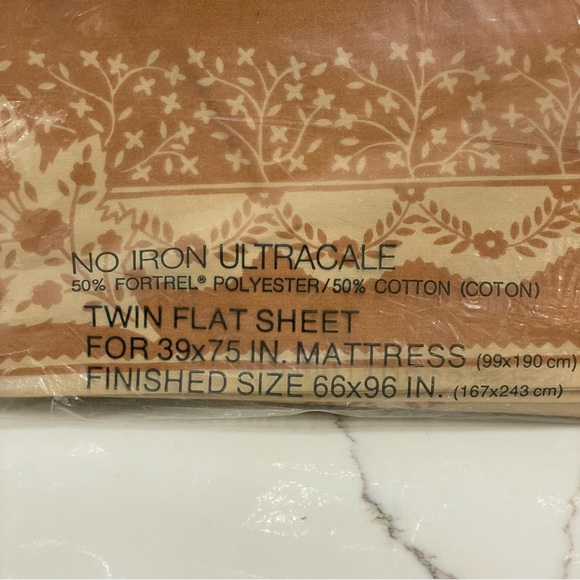 NO IRON ULTRACALE
50% FORTREL® POLYESTER/50% COTTON (COTON)
TWIN FLAT SHEET
FOR 39x75 IN. MATTRESS (99x190 cm)
FINISHED SIZE 66x96 IN. (167x243 cm)